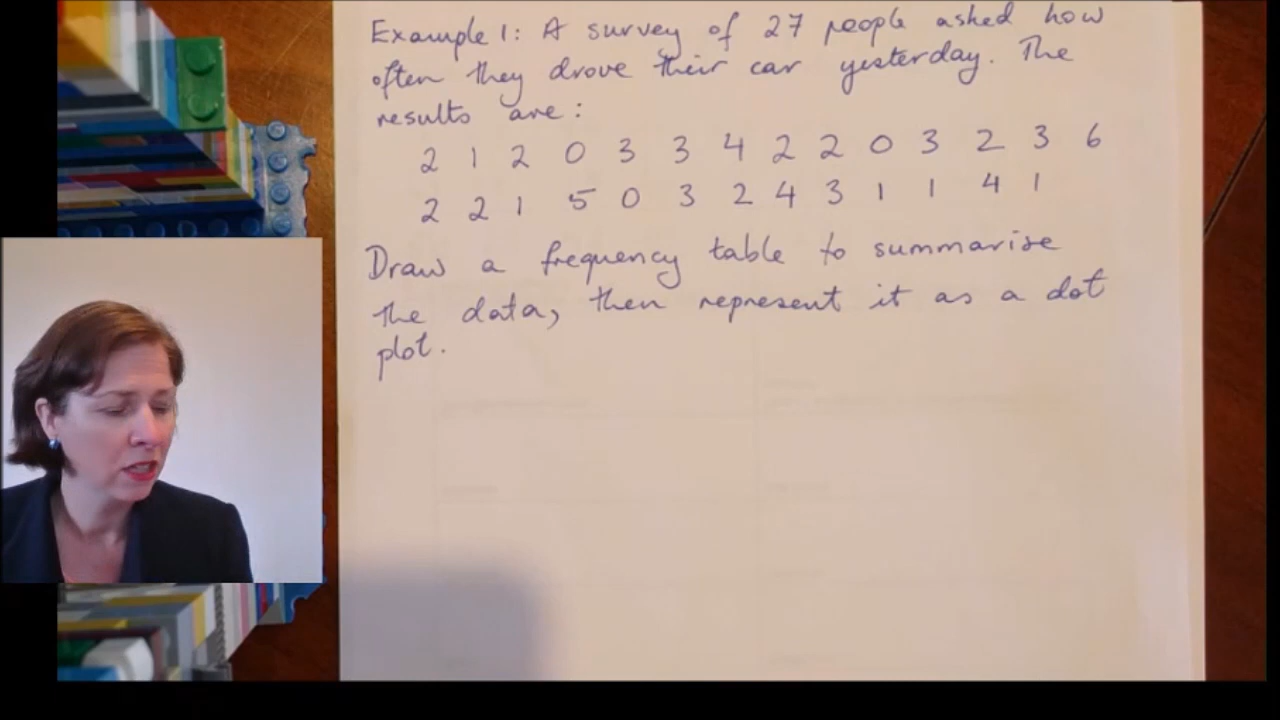 Example 1: A survey of 27 people asked how
often they drove their car yesterday. The
results are:
2 1 2 0 3 3 4 2 2 0 3 2 3 6
2 2 1 5 0 3 2 4 3 1 1 4 1
Draw a frequency table to summarise
the data, then represent it as a dot
plot.